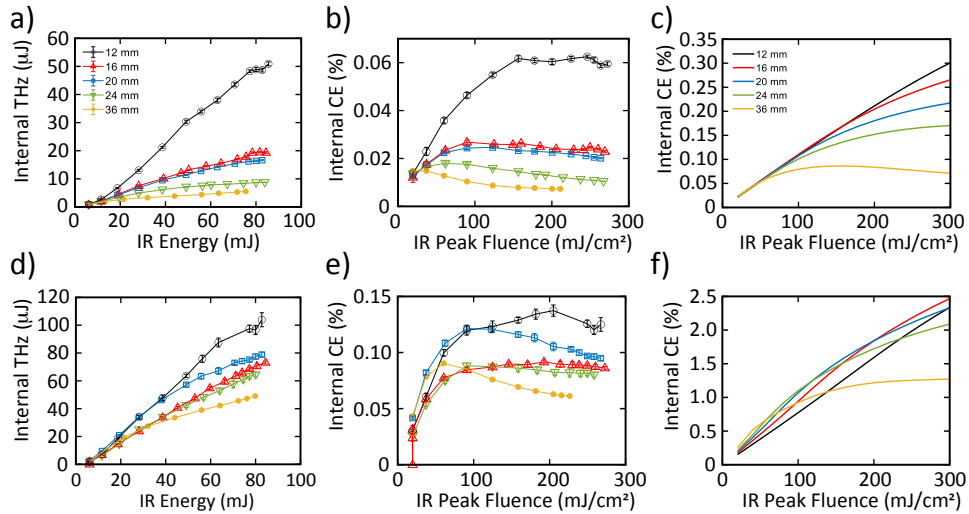 a)
Internal THz (μJ)
60
50
40
30
20
10
0
0
20
40
60
80
100
IR Energy (mJ)
12 mm
16 mm
20 mm
24 mm
36 mm
b)
Internal CE (%)
0.06
0.04
0.02
0
0
100
200
300
IR Peak Fluence (mJ/cm²)
c)
Internal CE (%)
0.35
0.30
0.25
0.20
0.15
0.10
0.05
0
0
100
200
300
IR Peak Fluence (mJ/cm²)
12 mm
16 mm
20 mm
24 mm
36 mm
d)
Internal THz (μJ)
120
100
80
60
40
20
0
0
20
40
60
80
100
IR Energy (mJ)
e)
Internal CE (%)
0.15
0.10
0.05
0
0
100
200
300
IR Peak Fluence (mJ/cm²)
f)
Internal CE (%)
2.5
2.0
1.5
1.0
0.5
0
0
100
200
300
IR Peak Fluence (mJ/cm²)